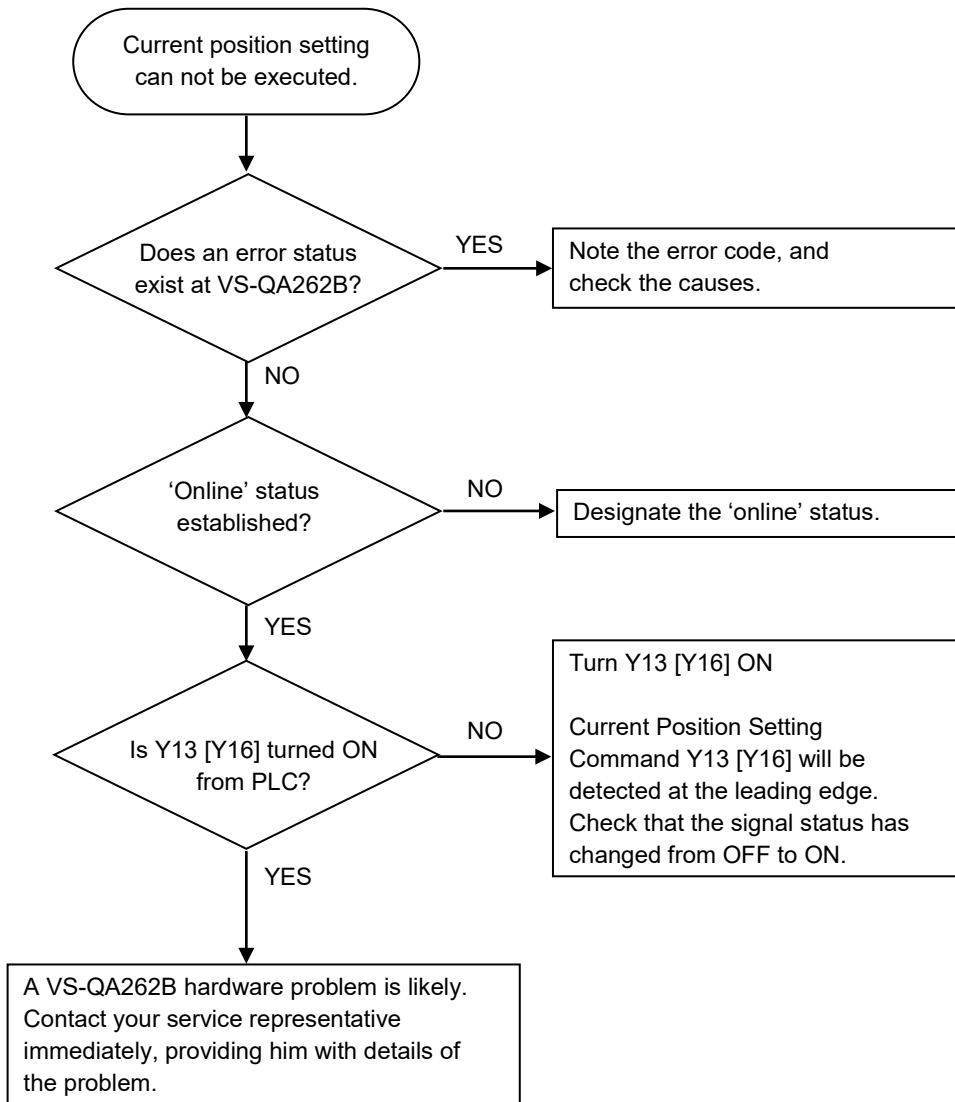 Current position setting
can not be executed.
Does an error status
exist at VS-QA262B?
YES
Note the error code, and
check the causes.
NO
‘Online’ status
established?
NO
Designate the ‘online’ status.
YES
Is Y13 [Y16] turned ON
from PLC?
NO
Turn Y13 [Y16] ON
Current Position Setting
Command Y13 [Y16] will be
detected at the leading edge.
Check that the signal status has
changed from OFF to ON.
YES
A VS-QA262B hardware problem is likely.
Contact your service representative
immediately, providing him with details of
the problem.